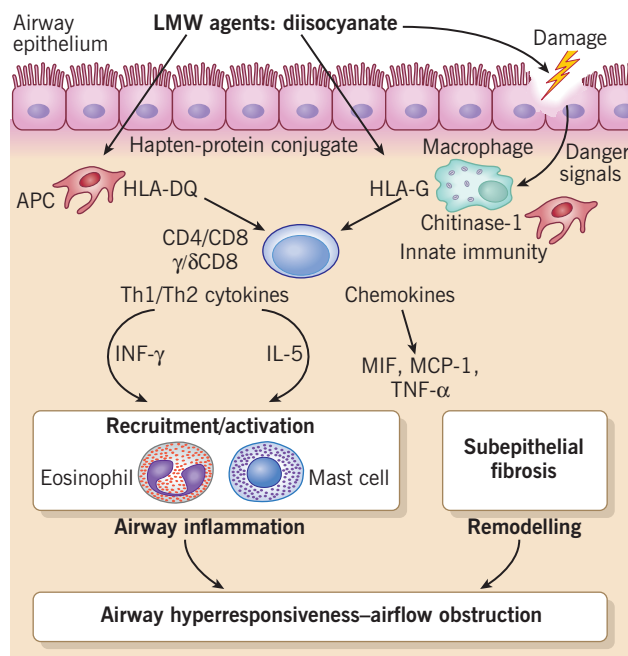 Airway
epithelium
LMW agents: diisocyanate
Damage
Hapten-protein conjugate
Macrophage
Danger
signals
APC
HLA-DQ
HLA-G
Chitinase-1
Innate immunity
CD4/CD8
γ/δCD8
Th1/Th2 cytokines
Chemokines
INF-γ
IL-5
MIF, MCP-1,
TNF-α
Recruitment/activation
Eosinophil
Mast cell
Airway inflammation
Subepithelial
fibrosis
Remodelling
Airway hyperresponsiveness–airflow obstruction